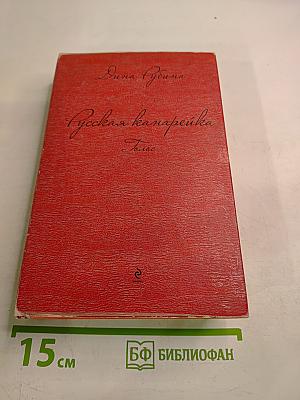 Дина Рубина
Русская канарейка
Голос
15 см
БФ БИБЛИОФАН